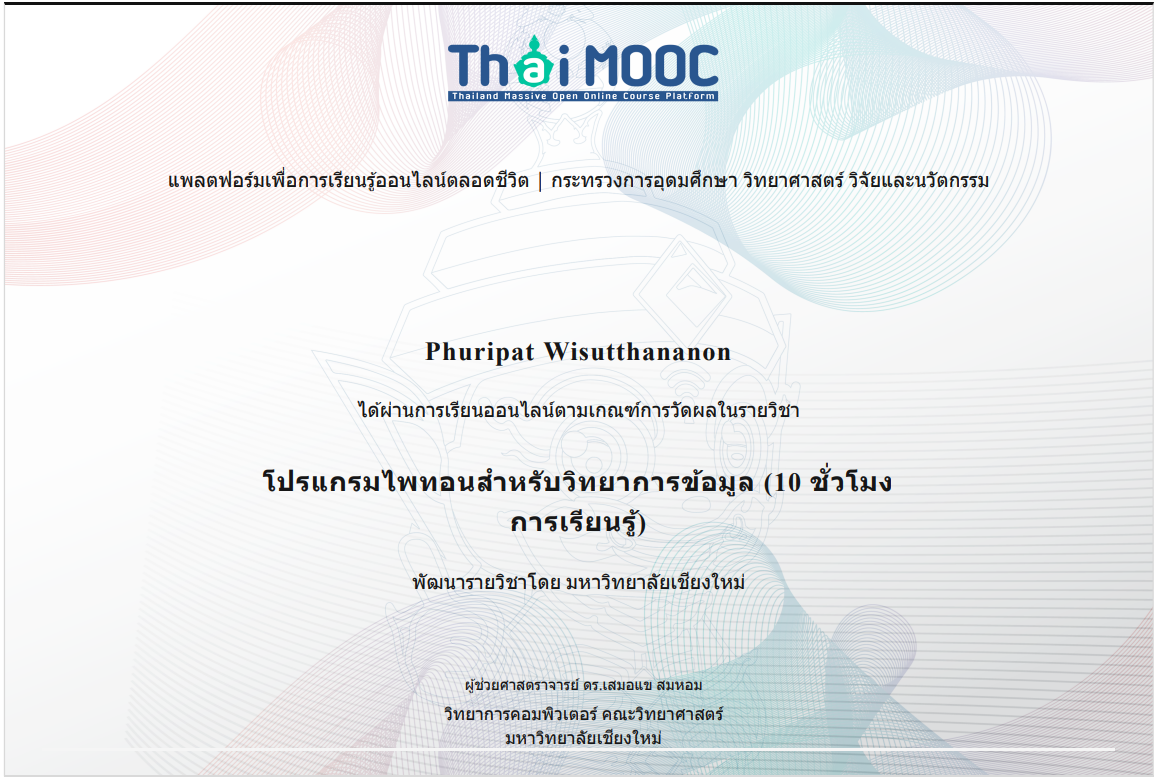 Thai MOOC
Thailand Massive Open Online Course Platform
แพลตฟอร์มเพื่อการเรียนรู้ออนไลน์ตลอดชีวิต | กระทรวงการอุดมศึกษา วิทยาศาสตร์ วิจัยและนวัตกรรม
Phuripat Wisutthananon
ได้ผ่านการเรียนออนไลน์ตามเกณฑ์การวัดผลในรายวิชา
โปรแกรมไพทอนสำหรับวิทยาการข้อมูล (10 ชั่วโมง
การเรียนรู้)
พัฒนารายวิชาโดย มหาวิทยาลัยเชียงใหม่
ผู้ช่วยศาสตราจารย์ ดร.เสมอแข สมหอม
วิทยาการคอมพิวเตอร์ คณะวิทยาศาสตร์
มหาวิทยาลัยเชียงใหม่